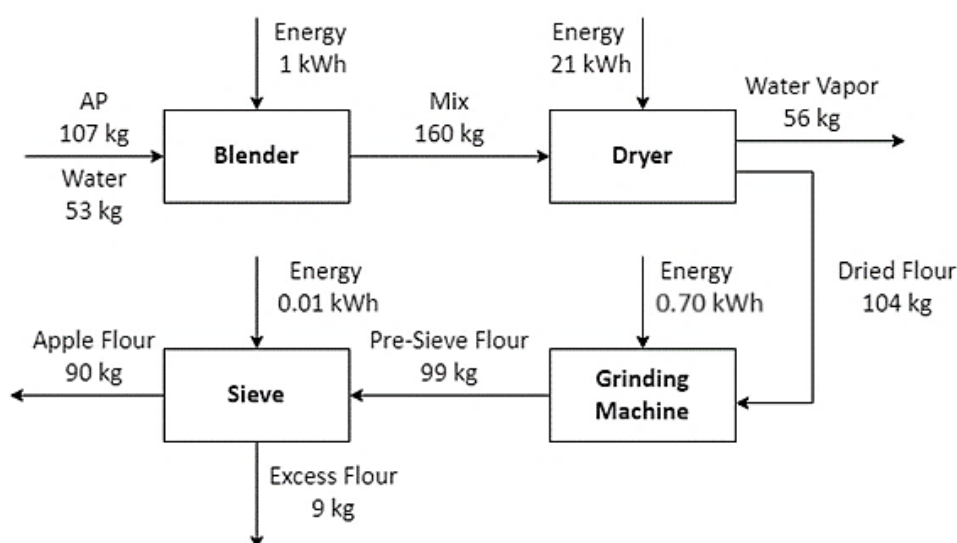 Energy
1 kWh
Energy
21 kWh
AP
107 kg
Water
53 kg
Blender
Mix
160 kg
Dryer
Water Vapor
56 kg
Dried Flour
104 kg
Energy
0.01 kWh
Energy
0.70 kWh
Apple Flour
90 kg
Sieve
Pre-Sieve Flour
99 kg
Grinding
Machine
Excess Flour
9 kg